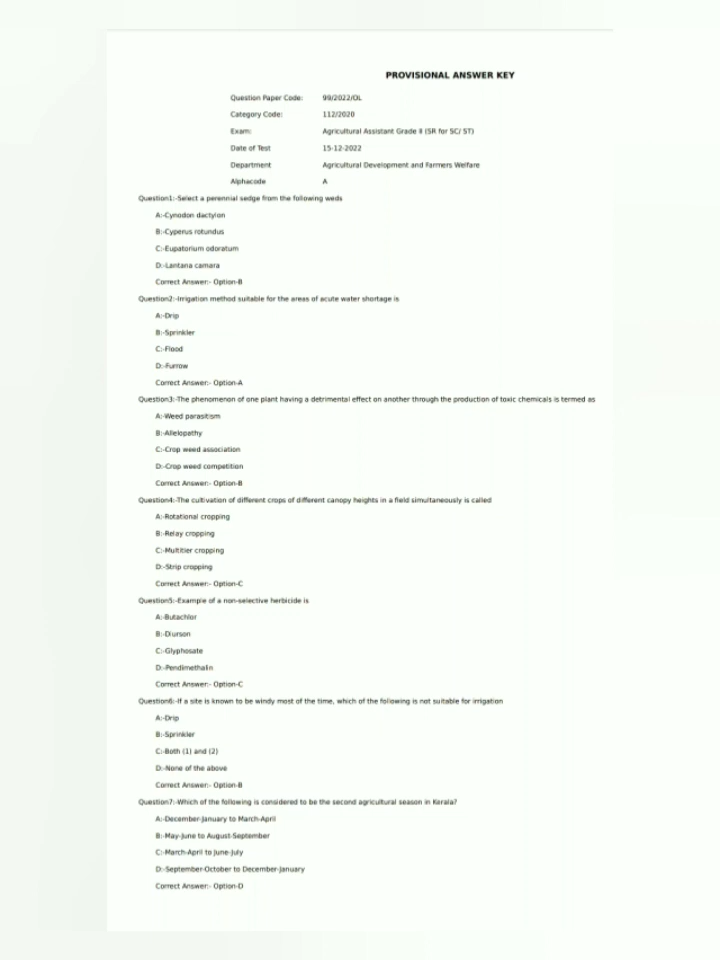 PROVISIONAL ANSWER KEY
Question Paper Code: 99/2022/OL
Category Code: 112/2020
Exam: Agricultural Assistant Grade II (SR for SC/ ST)
Date of Test 15-12-2022
Department Agricultural Development and Farmers Welfare
Alphacode A
Question1:-Select a perennial sedge from the following weds
A:-Cynodon dactylon
B:-Cyperus rotundus
C:-Eupatorium odoratum
D:-Lantana camara
Correct Answer:- Option-B
Question2:-Irrigation method suitable for the areas of acute water shortage is
A:-Drip
B:-Sprinkler
C:-Flood
D:-Furrow
Correct Answer:- Option-A
Question3:-The phenomenon of one plant having a detrimental effect on another through the production of toxic chemicals is termed as
A:-Weed parasitism
B:-Allelopathy
C:-Crop weed association
D:-Crop weed competition
Correct Answer:- Option-B
Question4:-The cultivation of different crops of different canopy heights in a field simultaneously is called
A:-Rotational cropping
B:-Relay cropping
C:-Multitier cropping
D:-Strip cropping
Correct Answer:- Option-C
Question5:-Example of a non-selective herbicide is
A:-Butachlor
B:-Diurson
C:-Glyphosate
D:-Pendimethalin
Correct Answer:- Option-C
Question6:-If a site is known to be windy most of the time, which of the following is not suitable for irrigation
A:-Drip
B:-Sprinkler
C:-Both (1) and (2)
D:-None of the above
Correct Answer:- Option-B
Question7:-Which of the following is considered to be the second agricultural season in Kerala?
A:-December-January to March-April
B:-May-June to August-September
C:-March-April to June-July
D:-September-October to December-January
Correct Answer:- Option-D